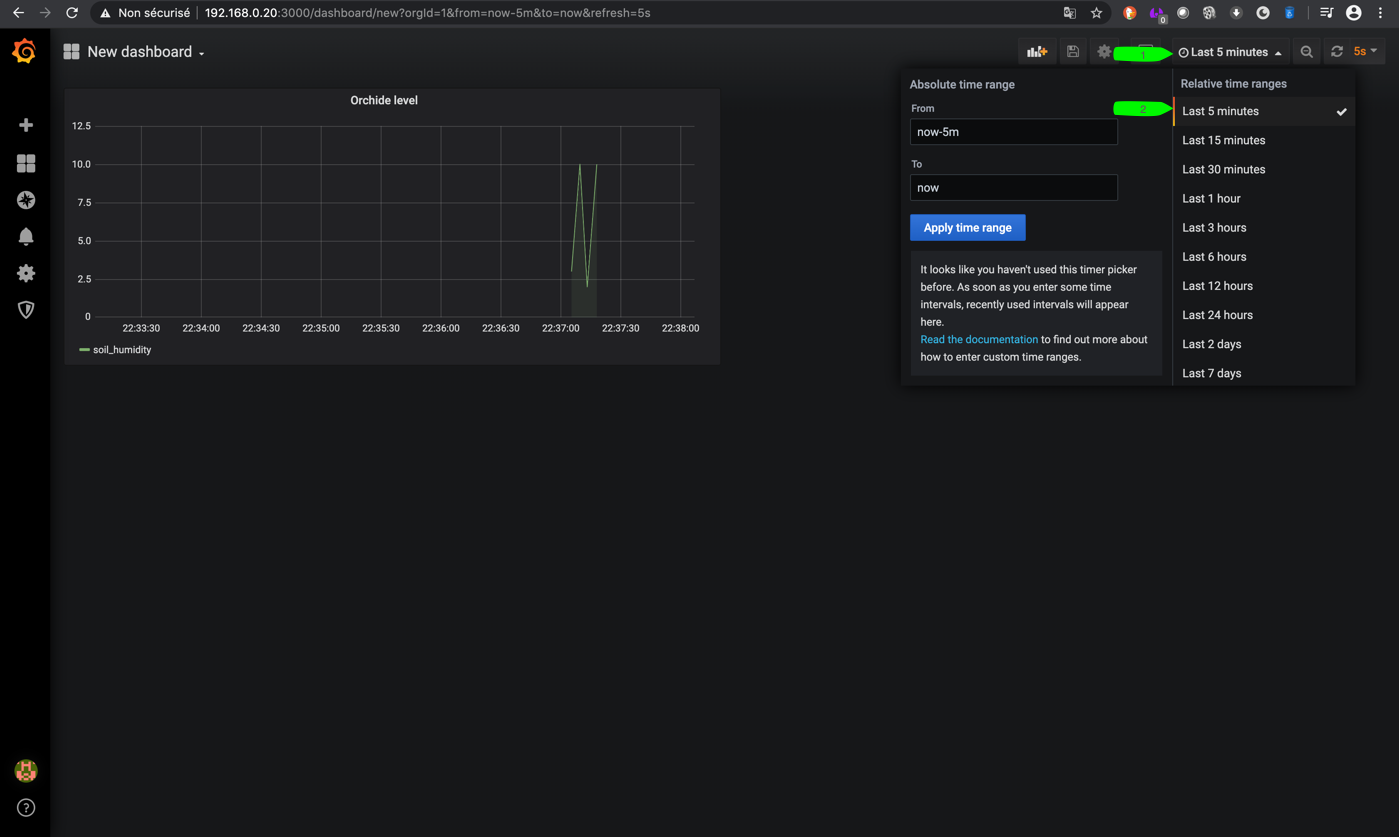 Non sécurisé 192.168.0.20:3000/dashboard/new?orgId=1&from=now-5m&to=now&refresh=5s
0
New dashboard
1
Last 5 minutes
5s
Orchide level
12.5
10.0
7.5
5.0
2.5
0
22:33:30 22:34:00 22:34:30 22:35:00 22:35:30 22:36:00 22:36:30 22:37:00 22:37:30 22:38:00
soil_humidity
Absolute time range
From
now-5m
To
now
Apply time range
It looks like you haven't used this timer picker
before. As soon as you enter some time
intervals, recently used intervals will appear
here.
Read the documentation to find out more about
how to enter custom time ranges.
Relative time ranges
2
Last 5 minutes
Last 15 minutes
Last 30 minutes
Last 1 hour
Last 3 hours
Last 6 hours
Last 12 hours
Last 24 hours
Last 2 days
Last 7 days
?